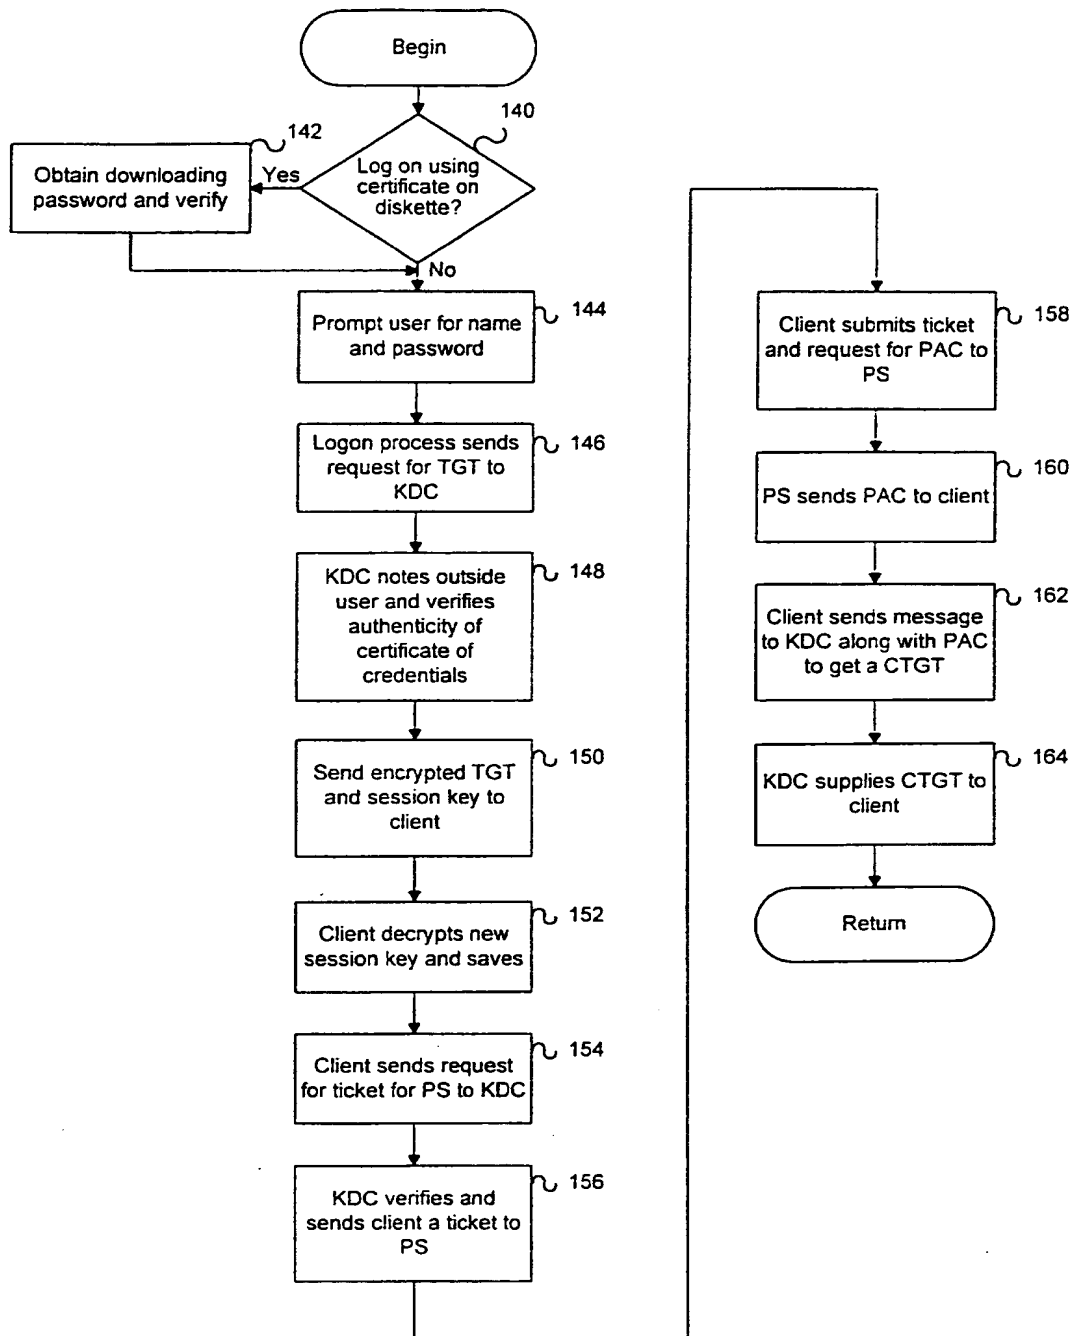 Begin
140
Log on using
certificate on
diskette?
Yes
142
Obtain downloading
password and verify
No
144
Prompt user for name
and password
146
Logon process sends
request for TGT to
KDC
148
KDC notes outside
user and verifies
authenticity of
certificate of
credentials
150
Send encrypted TGT
and session key to
client
152
Client decrypts new
session key and saves
154
Client sends request
for ticket for PS to KDC
156
KDC verifies and
sends client a ticket to
PS
158
Client submits ticket
and request for PAC to
PS
160
PS sends PAC to client
162
Client sends message
to KDC along with PAC
to get a CTGT
164
KDC supplies CTGT to
client
Return